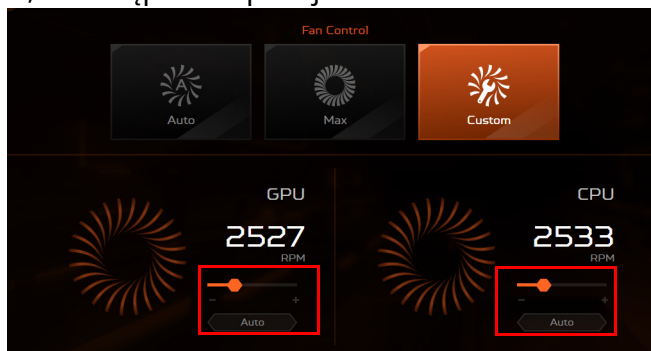 Fan Control
Auto
Max
Custom
GPU
2527
RPM
- +
Auto
CPU
2533
RPM
- +
Auto